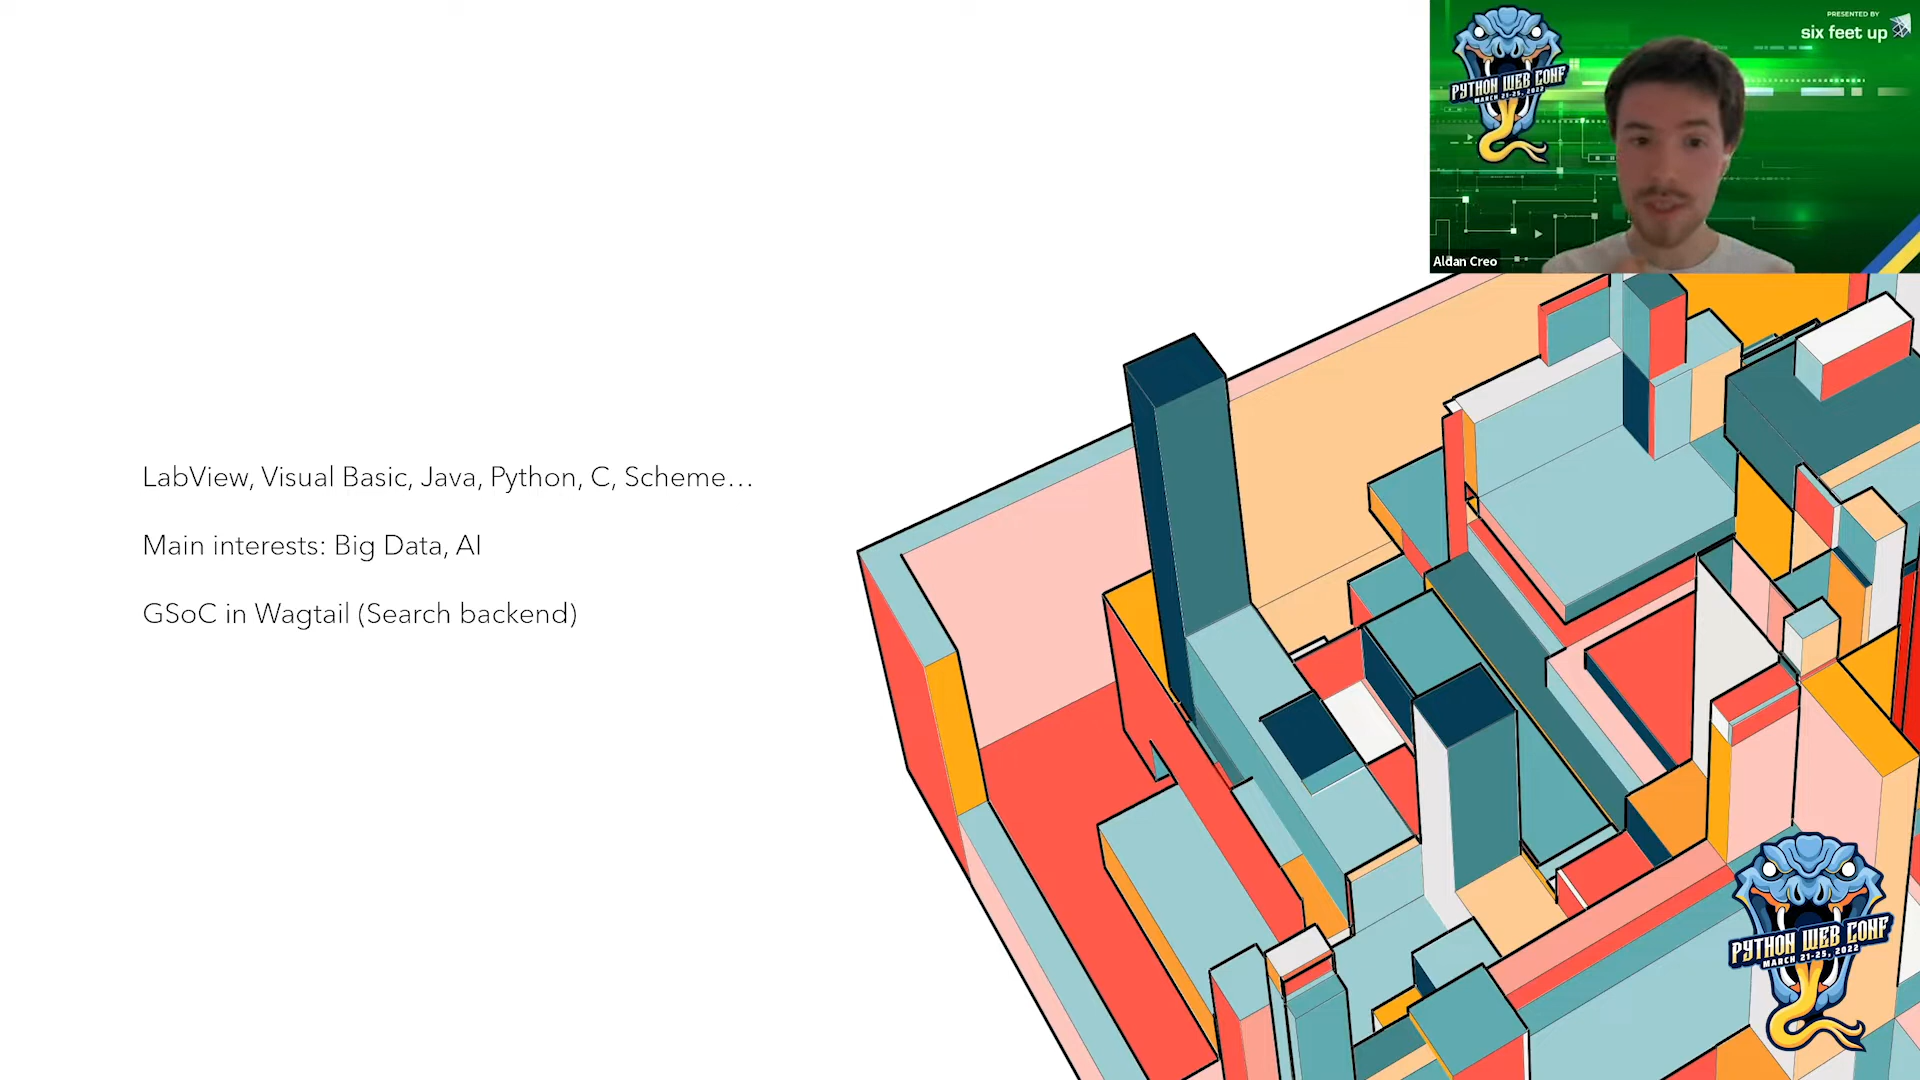 PRESENTED BY
six feet up
PYTHON WEB CONF
MARCH 21-25, 2022
Aldan Creo
LabView, Visual Basic, Java, Python, C, Scheme…
Main interests: Big Data, AI
GSoC in Wagtail (Search backend)
PYTHON WEB CONF
MARCH 21-25, 2022